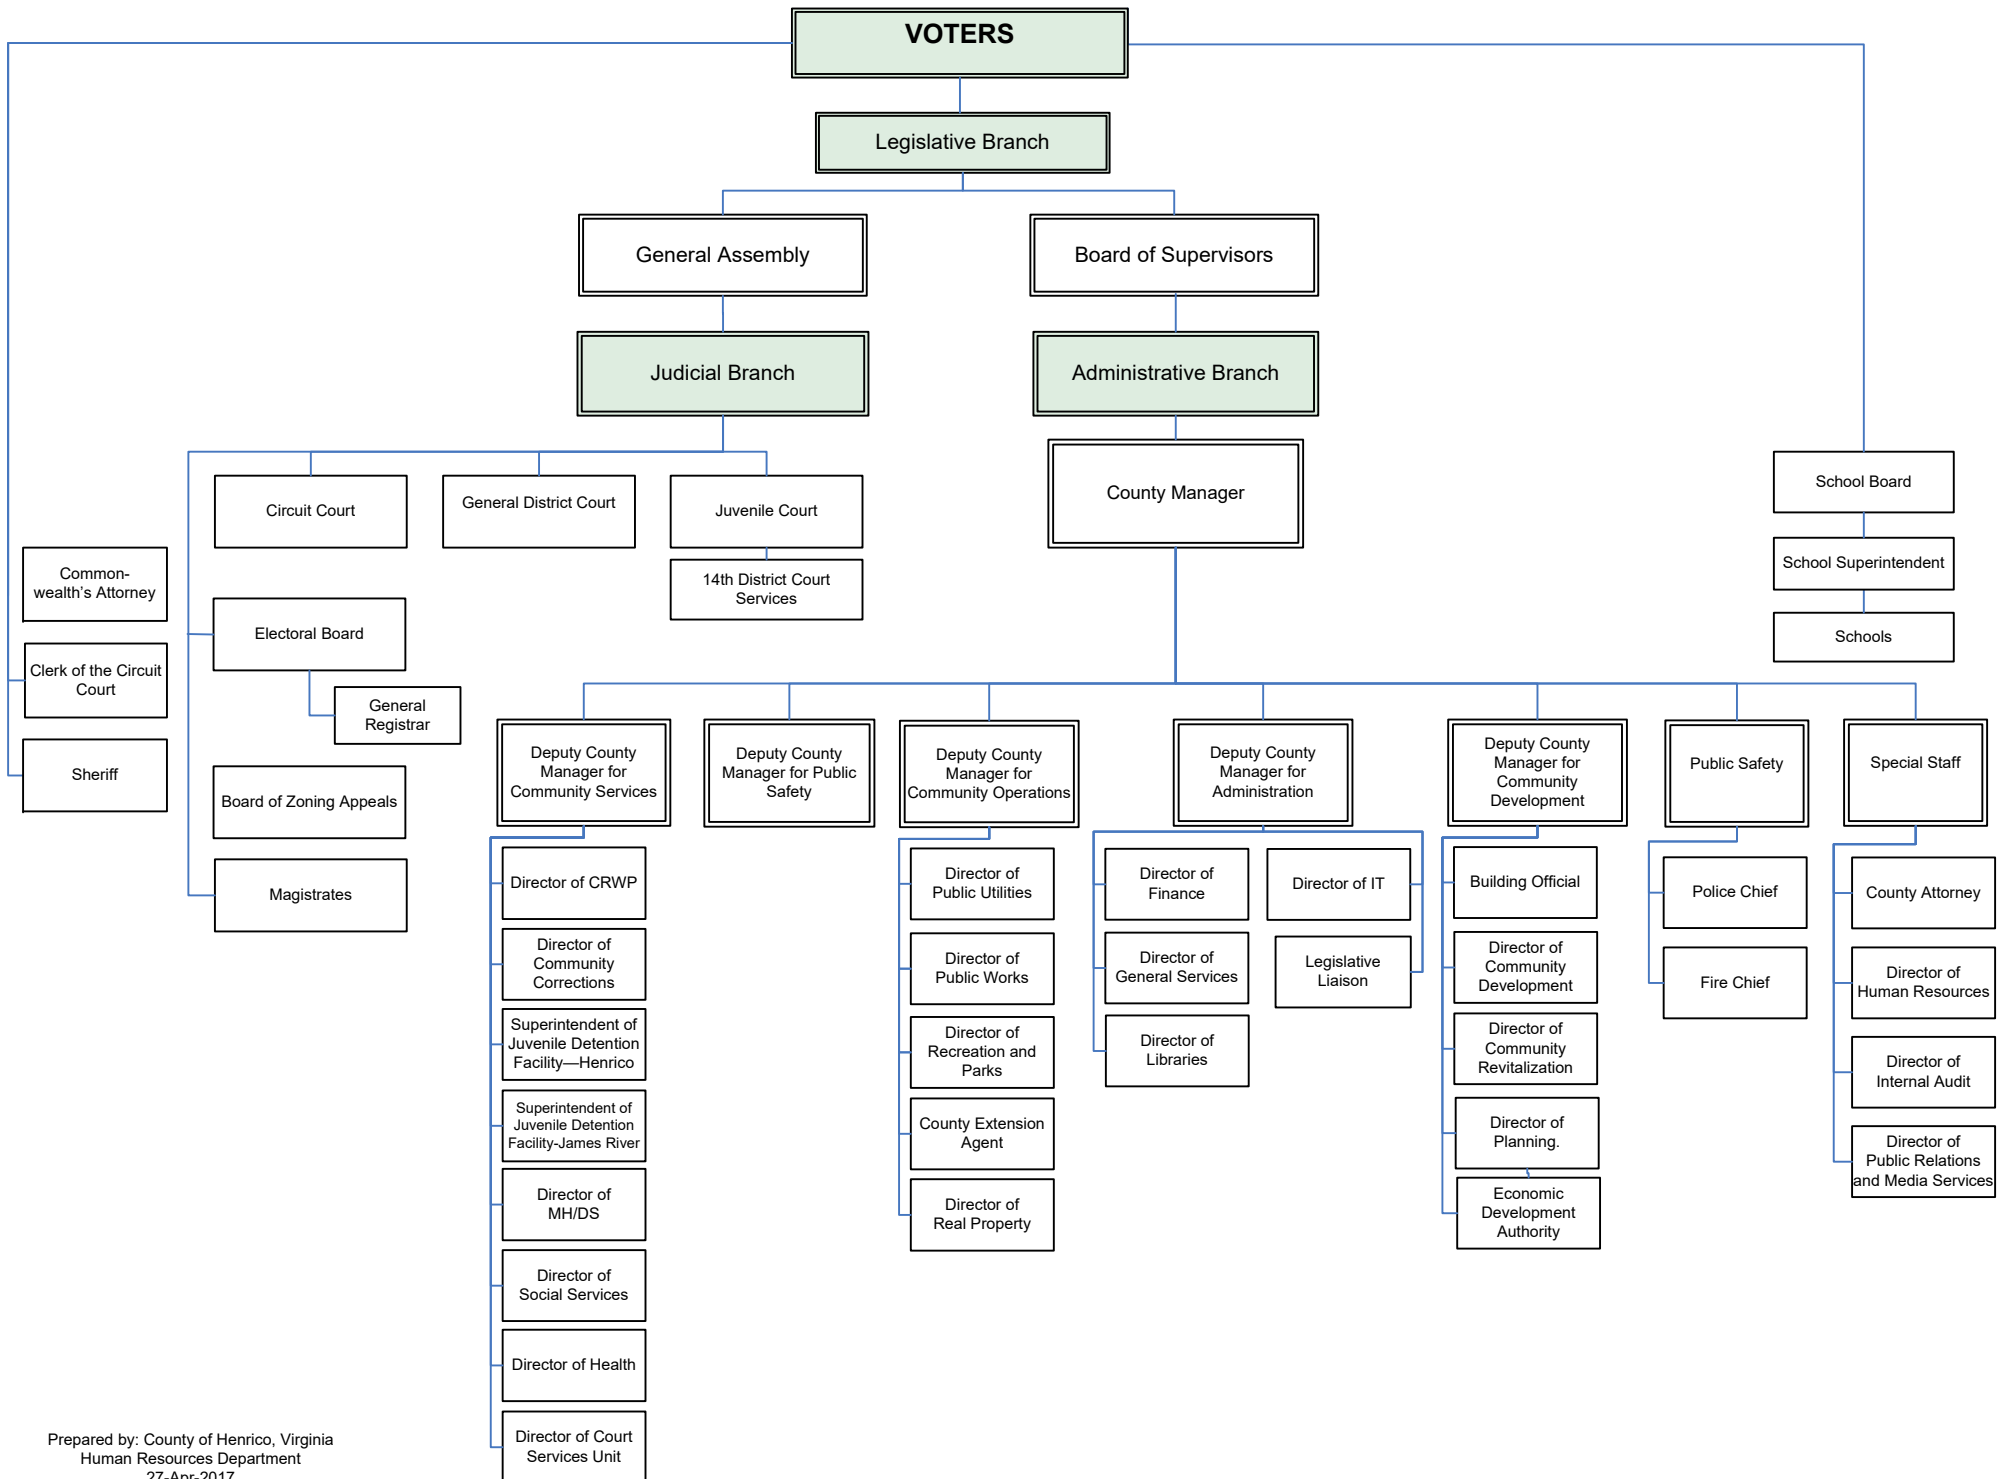 VOTERS
Legislative Branch
General Assembly
Board of Supervisors
Judicial Branch
Administrative Branch
Circuit Court
General District Court
Juvenile Court
14th District Court
Services
County Manager
School Board
School Superintendent
Schools
Common-
wealth’s Attorney
Clerk of the Circuit
Court
Sheriff
Electoral Board
General
Registrar
Board of Zoning Appeals
Magistrates
Deputy County
Manager for
Community Services
Deputy County
Manager for Public
Safety
Deputy County
Manager for
Community Operations
Deputy County
Manager for
Administration
Deputy County
Manager for
Community
Development
Public Safety
Special Staff
Director of CRWP
Director of
Community
Corrections
Superintendent of
Juvenile Detention
Facility—Henrico
Superintendent of
Juvenile Detention
Facility-James River
Director of
MH/DS
Director of
Social Services
Director of Health
Director of Court
Services Unit
Director of
Public Utilities
Director of
Public Works
Director of
Recreation and
Parks
County Extension
Agent
Director of
Real Property
Director of
Finance
Director of
General Services
Director of
Libraries
Director of IT
Legislative
Liaison
Building Official
Director of
Community
Development
Director of
Community
Revitalization
Director of
Planning.
Economic
Development
Authority
Police Chief
Fire Chief
County Attorney
Director of
Human Resources
Director of
Internal Audit
Director of
Public Relations
and Media Services
Prepared by: County of Henrico, Virginia
Human Resources Department
27-Apr-2017